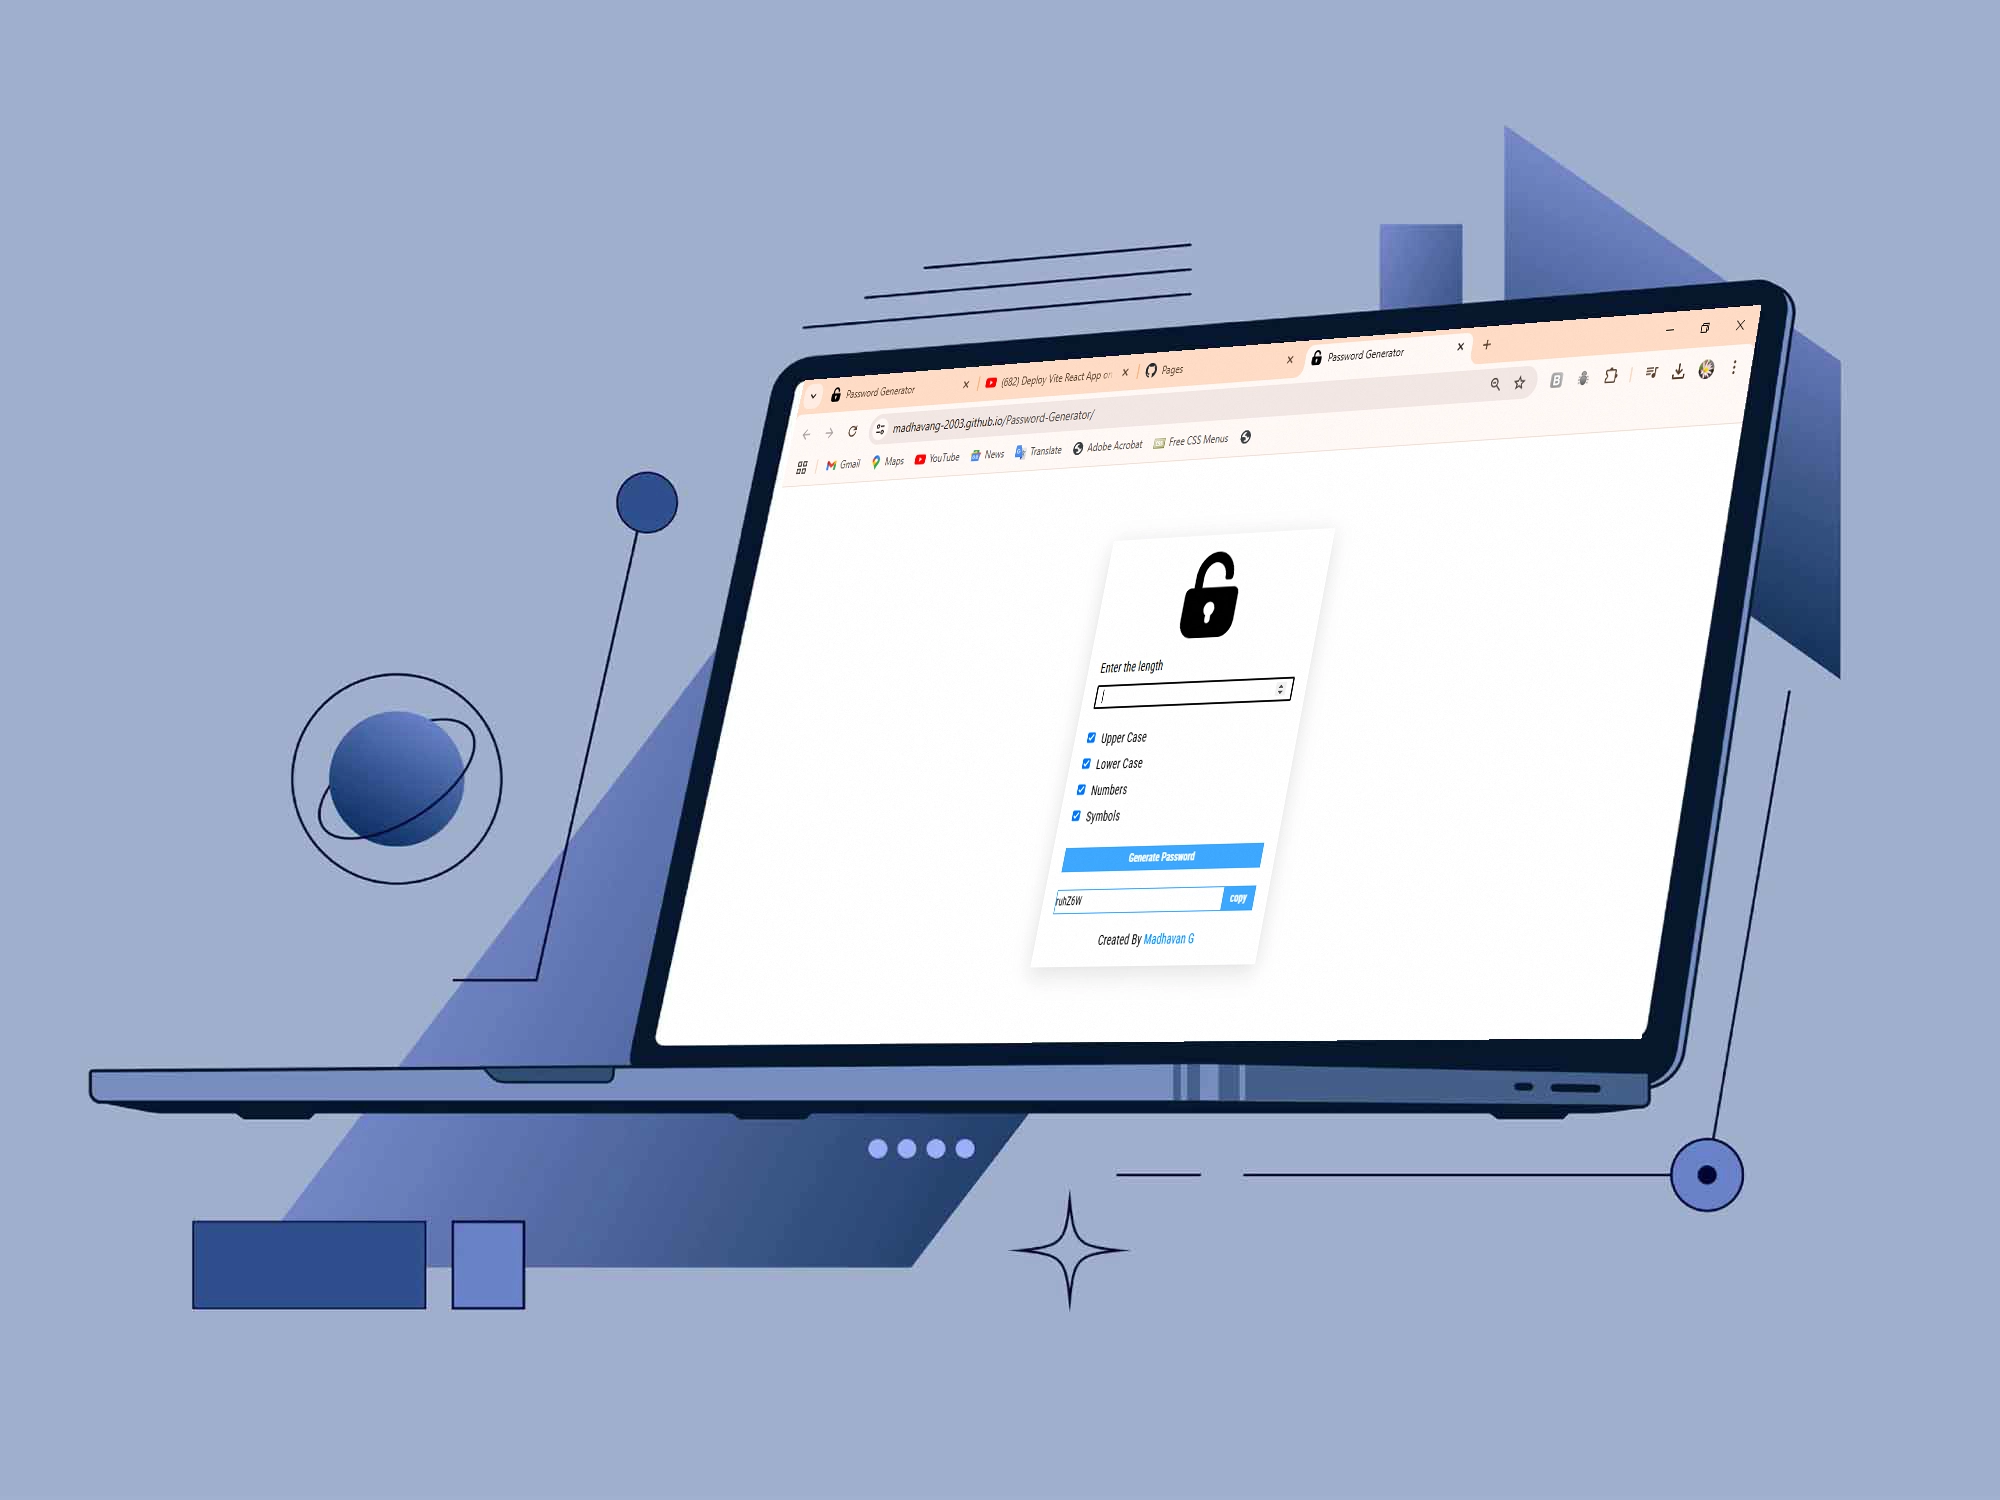 Password Generator
(682) Deploy Vite React App on
Pages
Password Generator
madhavang-2003.github.io/Password-Generator/
Gmail
Maps
YouTube
News
Translate
Adobe Acrobat
Free CSS Menus
Enter the length
Upper Case
Lower Case
Numbers
Symbols
Generate Password
ruhZ6W
copy
Created By Madhavan G